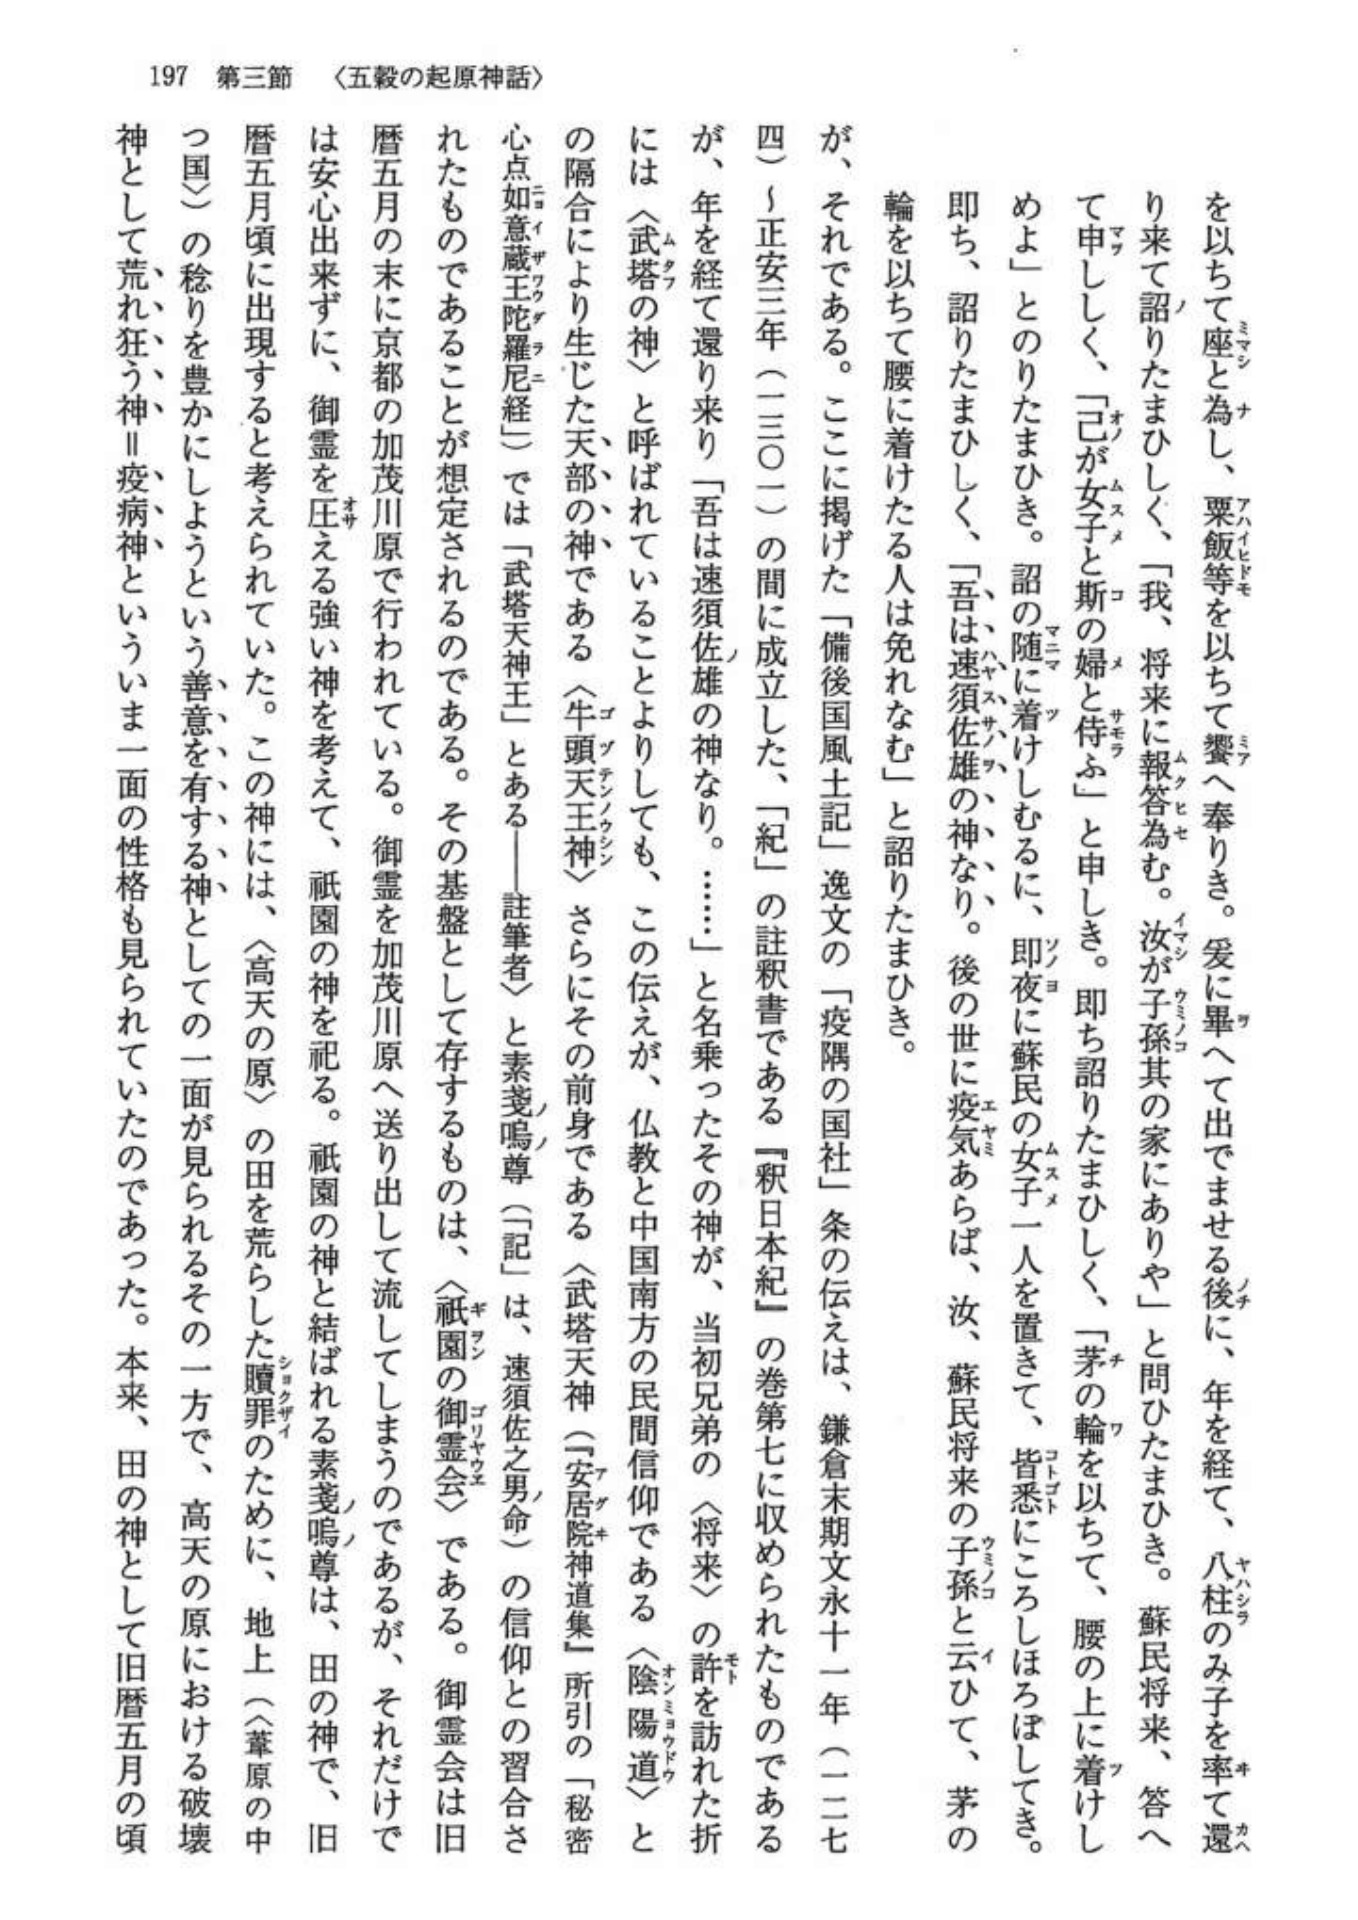 197 第三節 〈五穀の起原神話〉
を以ちて座と為し、粟飯等を以ちて饗へ奉りき。爰に畢へて出でませる後に、年を経て、八柱のみ子を率て還
り来て詔りたまひしく、「我、将来に報答為む。汝が子孫其の家にありや」と問ひたまひき。蘇民将来、答へ
て申ししく、「己が女子と斯の婦と侍ふ」と申しき。即ち詔りたまひしく、「茅の輪を以ちて、腰の上に着けし
めよ」とのりたまひき。詔の随に着けしむるに、即夜に蘇民の女子一人を置きて、皆悉にころしほろぼしてき。
即ち、詔りたまひしく、「吾は速須佐雄の神なり。後の世に疫気あらば、汝、蘇民将来の子孫と云ひて、茅の
輪を以ちて腰に着けたる人は免れなむ」と詔りたまひき。
が、それである。ここに掲げた「備後国風土記」逸文の「疫隅の国社」条の伝えは、鎌倉末期文永十一年（一二七
四）〜正安三年（一三〇一）の間に成立した、「紀」の註釈書である『釈日本紀』の巻第七に収められたものである
が、年を経て還り来り「吾は速須佐雄の神なり。……」と名乗ったその神が、当初兄弟の〈将来〉の許を訪れた折
には〈武塔の神〉と呼ばれていることよりしても、この伝えが、仏教と中国南方の民間信仰である〈陰陽道〉と
の隔合により生じた天部の神である〈牛頭天王神〉さらにその前身である〈武塔天神（『安居院神道集』所引の「秘密
心点如意蔵王陀羅尼経」）では「武塔天神王」とある――註筆者〉と素戔嗚尊（「記」は、速須佐之男命）の信仰との習合さ
れたものであることが想定されるのである。その基盤として存するものは、〈祇園の御霊会〉である。御霊会は旧
暦五月の末に京都の加茂川原で行われている。御霊を加茂川原へ送り出して流してしまうのであるが、それだけで
は安心出来ずに、御霊を圧える強い神を考えて、祇園の神を祀る。祇園の神と結ばれる素戔嗚尊は、田の神で、旧
暦五月頃に出現すると考えられていた。この神には、〈高天の原〉の田を荒らした贖罪のために、地上（〈葦原の中
つ国〉）の稔りを豊かにしようという善意を有する神としての一面が見られるその一方で、高天の原における破壊
神として荒れ狂う神＝疫病神といういま一面の性格も見られていたのであった。本来、田の神として旧暦五月の頃